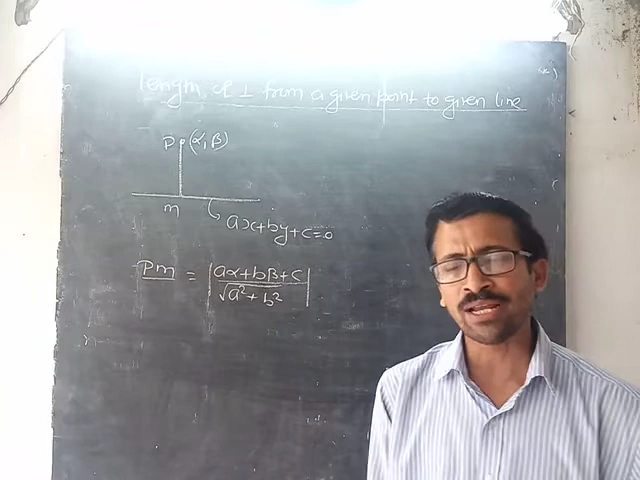 length of ⊥ from a given point to given line
P (α, β)
m
ax+by+c=0
Pm = |aα+bβ+c / √a²+b²|